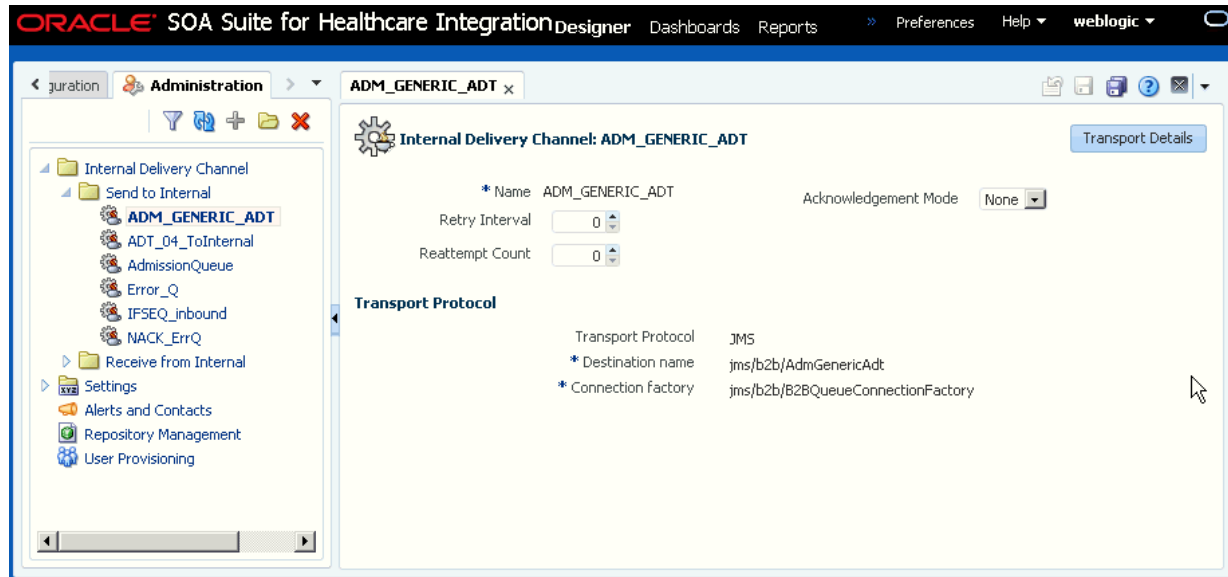 ORACLE SOA Suite for Healthcare Integration Designer Dashboards Reports » Preferences Help weblogic
guration Administration
ADM_GENERIC_ADT x
Internal Delivery Channel: ADM_GENERIC_ADT Transport Details
Internal Delivery Channel
Send to Internal
ADM_GENERIC_ADT
ADT_04_ToInternal
AdmissionQueue
Error_Q
IFSEQ_inbound
NACK_ErrQ
Receive from Internal
xyz Settings
Alerts and Contacts
Repository Management
User Provisioning
* Name ADM_GENERIC_ADT
Acknowledgement Mode None
Retry Interval 0
Reattempt Count 0
Transport Protocol
Transport Protocol JMS
* Destination name jms/b2b/AdmGenericAdt
* Connection factory jms/b2b/B2BQueueConnectionFactory